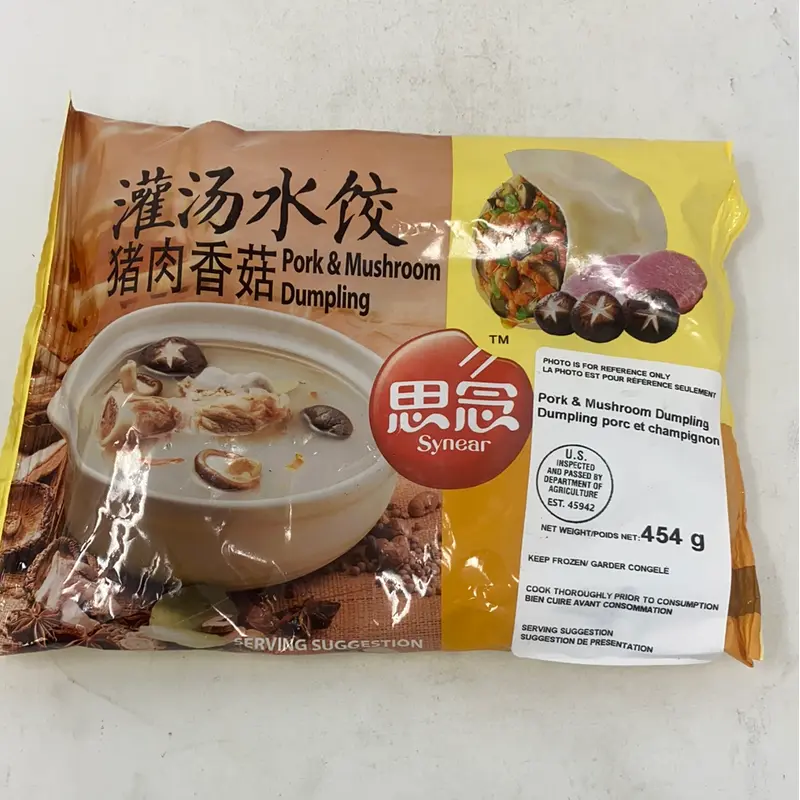 灌汤水饺
猪肉香菇
Pork & Mushroom
Dumpling
TM
思念
Synear
SERVING SUGGESTION
PHOTO IS FOR REFERENCE ONLY
LA PHOTO EST POUR RÉFÉRENCE SEULEMENT
Pork & Mushroom Dumpling
Dumpling porc et champignon
U.S.
INSPECTED
AND PASSED BY
DEPARTMENT OF
AGRICULTURE
EST. 45942
NET WEIGHT/POIDS NET: 454 g
KEEP FROZEN/ GARDER CONGELÉ
COOK THOROUGHLY PRIOR TO CONSUMPTION
BIEN CUIRE AVANT CONSOMMATION
SERVING SUGGESTION
SUGGESTION DE PRÉSENTATION